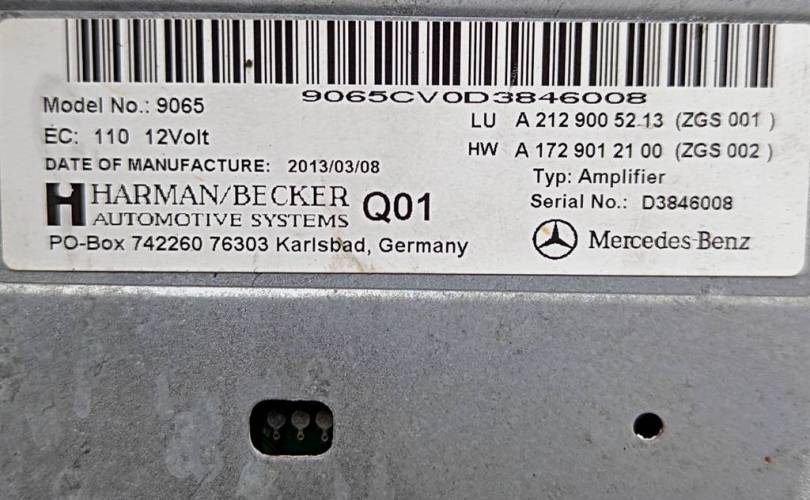 9065CV0D3846008
Model No.: 9065
LU A 212 900 52 13 (ZGS 001 )
EC: 110 12Volt
HW A 172 901 21 00 (ZGS 002 )
DATE OF MANUFACTURE: 2013/03/08
Typ: Amplifier
HARMAN/BECKER
AUTOMOTIVE SYSTEMS
Q01
Serial No.: D3846008
PO-Box 742260 76303 Karlsbad, Germany
Mercedes-Benz